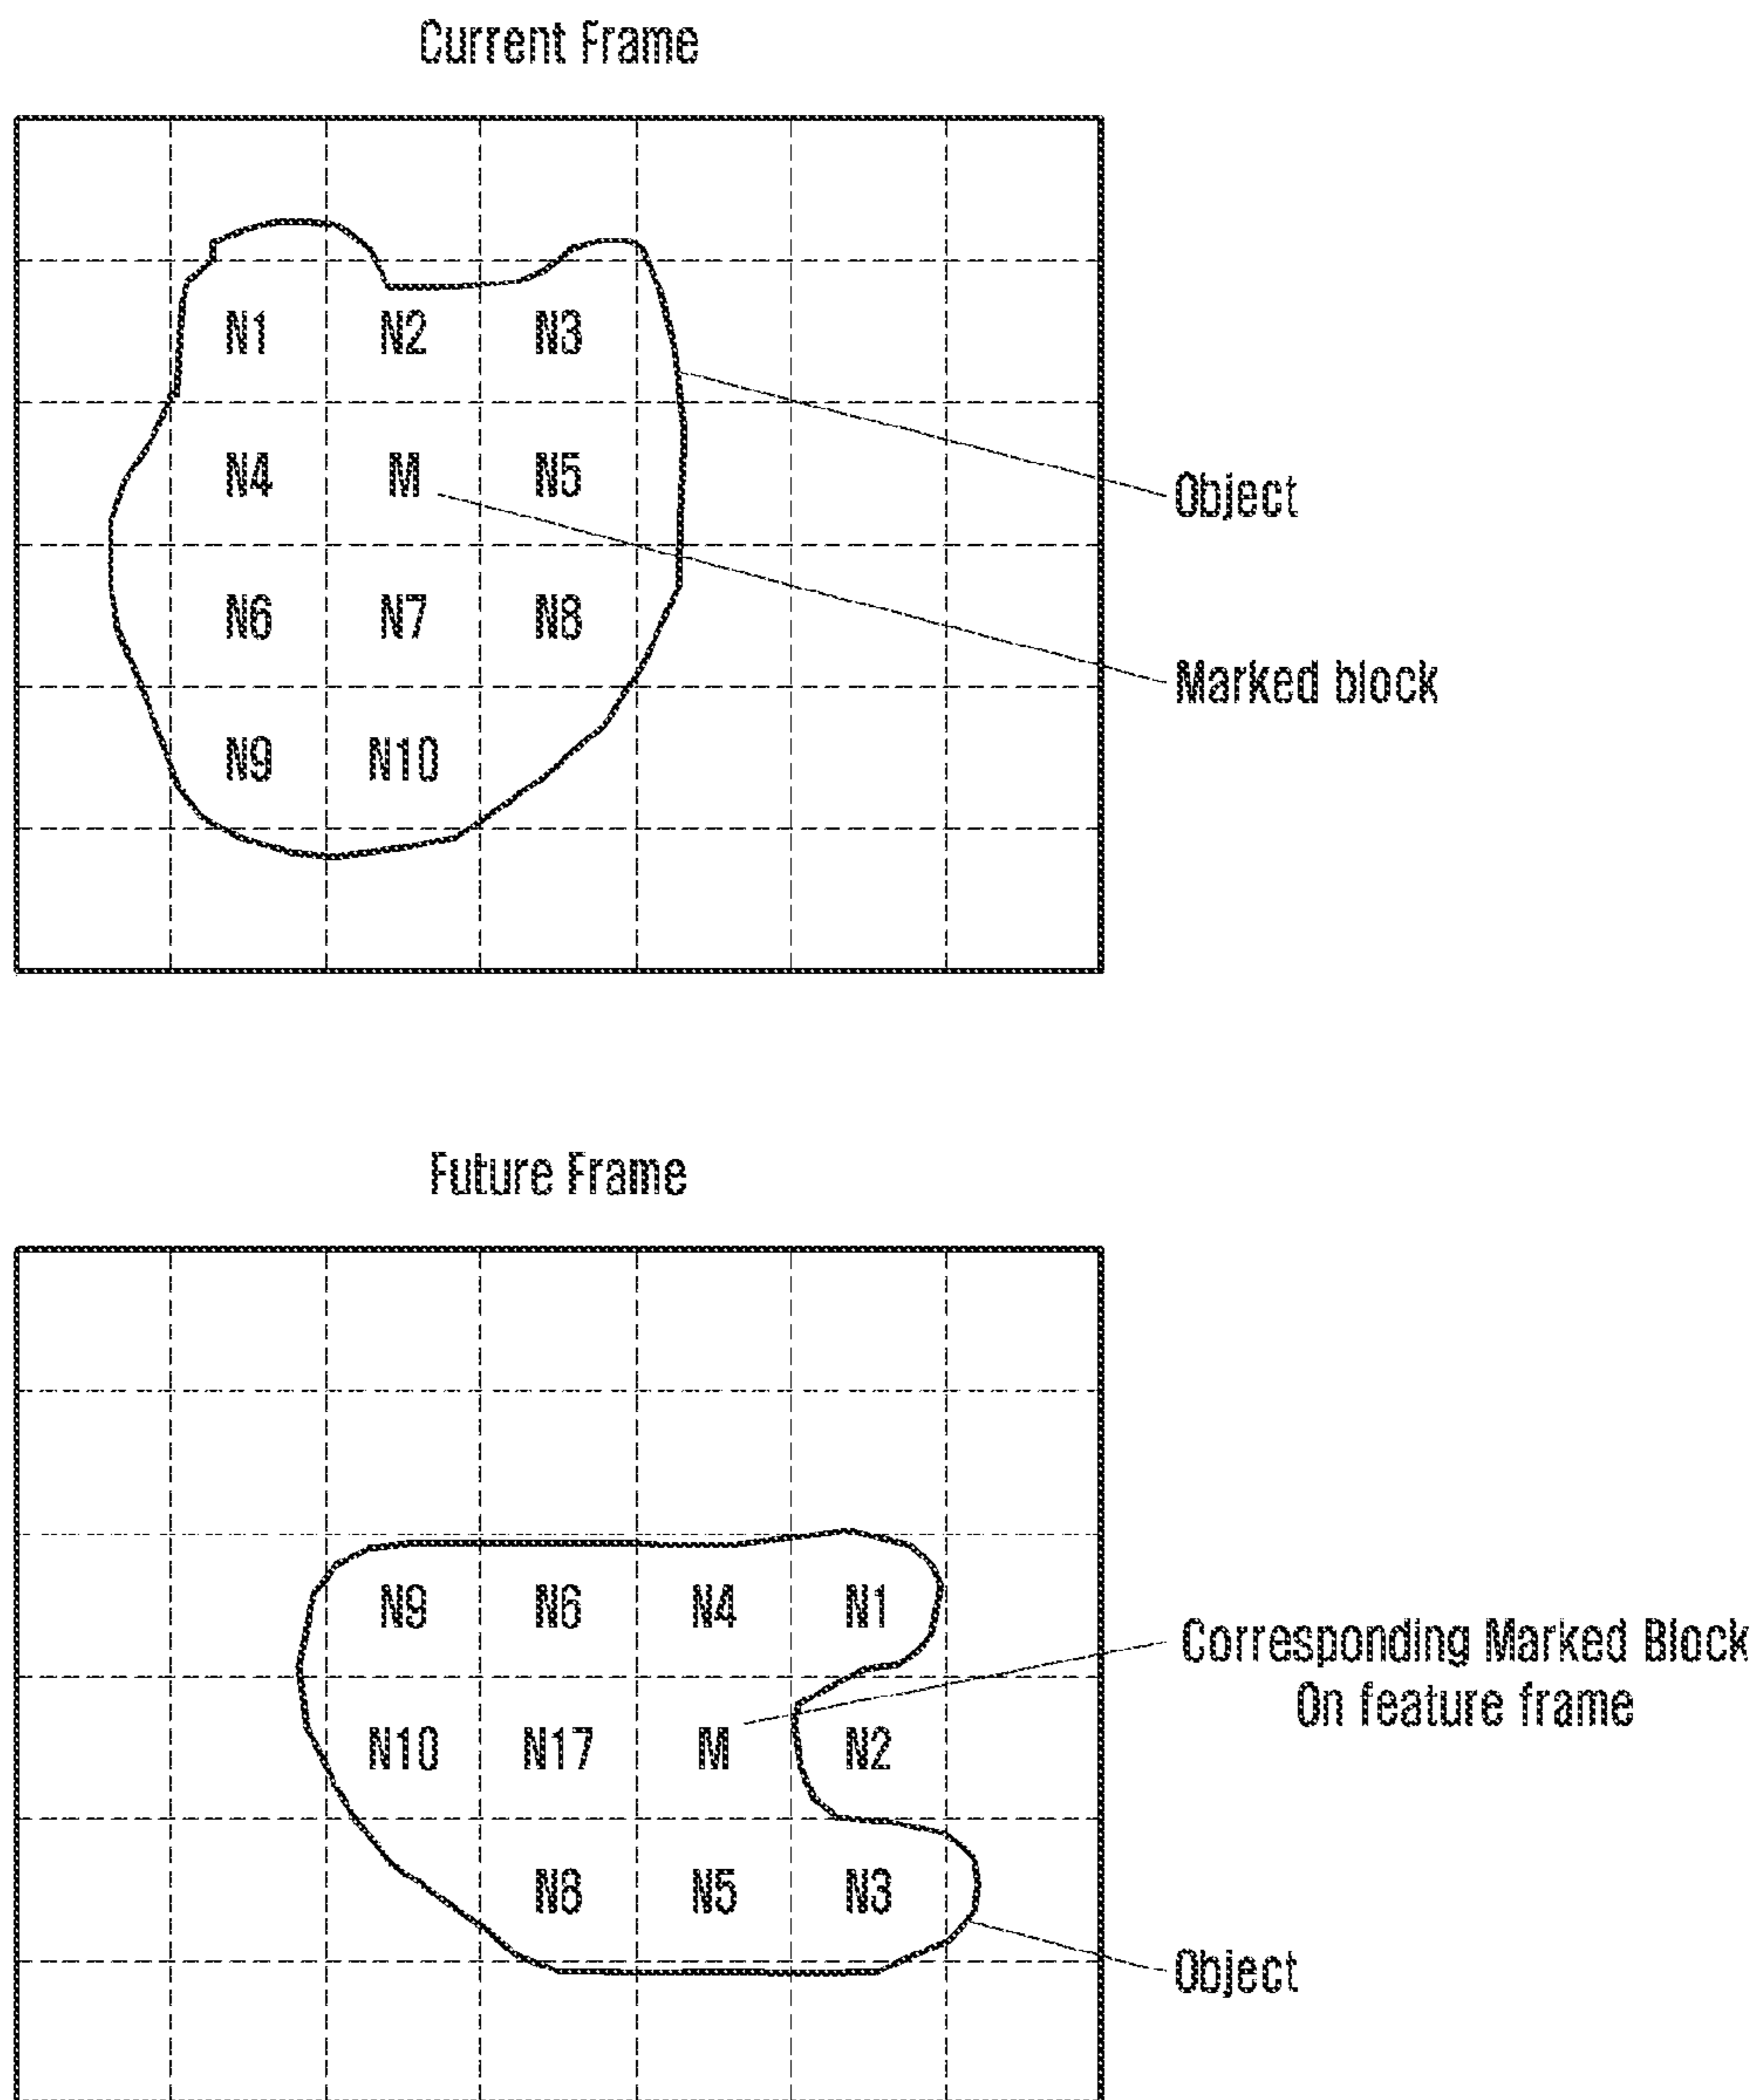 Current Frame
N1 N2 N3
N4 M N5
Object
N6 N7 N8
Marked block
N9 N10
Future Frame
N9 N6 N4 N1
Corresponding Marked Block
On feature frame
N10 N17 M N2
N8 N5 N3
Object